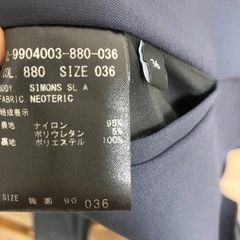 L-9904003-880-036
COL. 880 SIZE 036
BODY. SIMONS SL A
FABRIC NEOTERIC
組成表示
表地 ナイロン 95%
ポリウレタン 5%
裏地 ポリエステル 100%
SIZE 胸囲 90 036